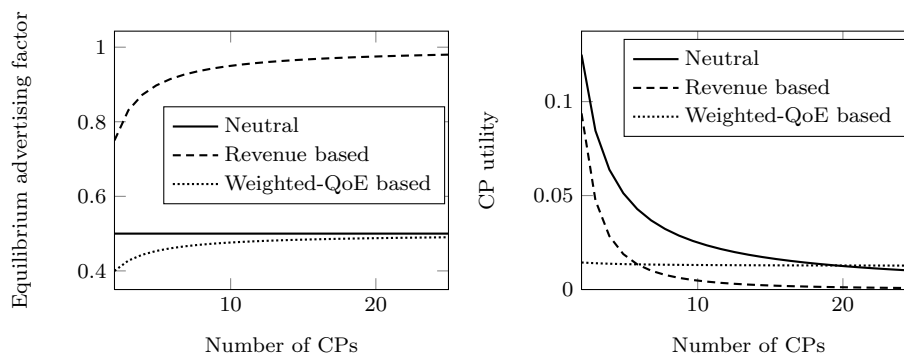 Equilibrium advertising factor
1
0.8
0.6
0.4
10
20
Number of CPs
Neutral
Revenue based
Weighted-QoE based
CP utility
0.1
0.05
0
10
20
Number of CPs
Neutral
Revenue based
Weighted-QoE based